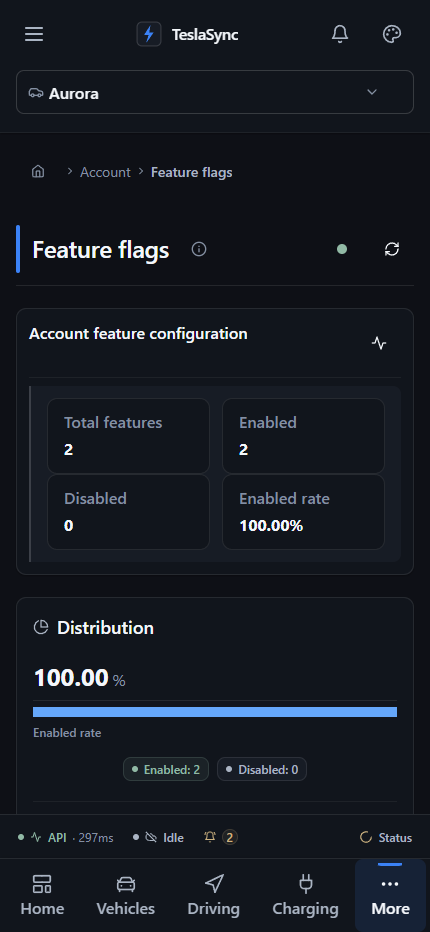 TeslaSync
Aurora
Account
Feature flags
Feature flags
Account feature configuration
Total features
2
Enabled
2
Disabled
0
Enabled rate
100.00%
Distribution
100.00 %
Enabled rate
Enabled: 2
Disabled: 0
API · 297ms
Idle
2
Status
Home
Vehicles
Driving
Charging
More